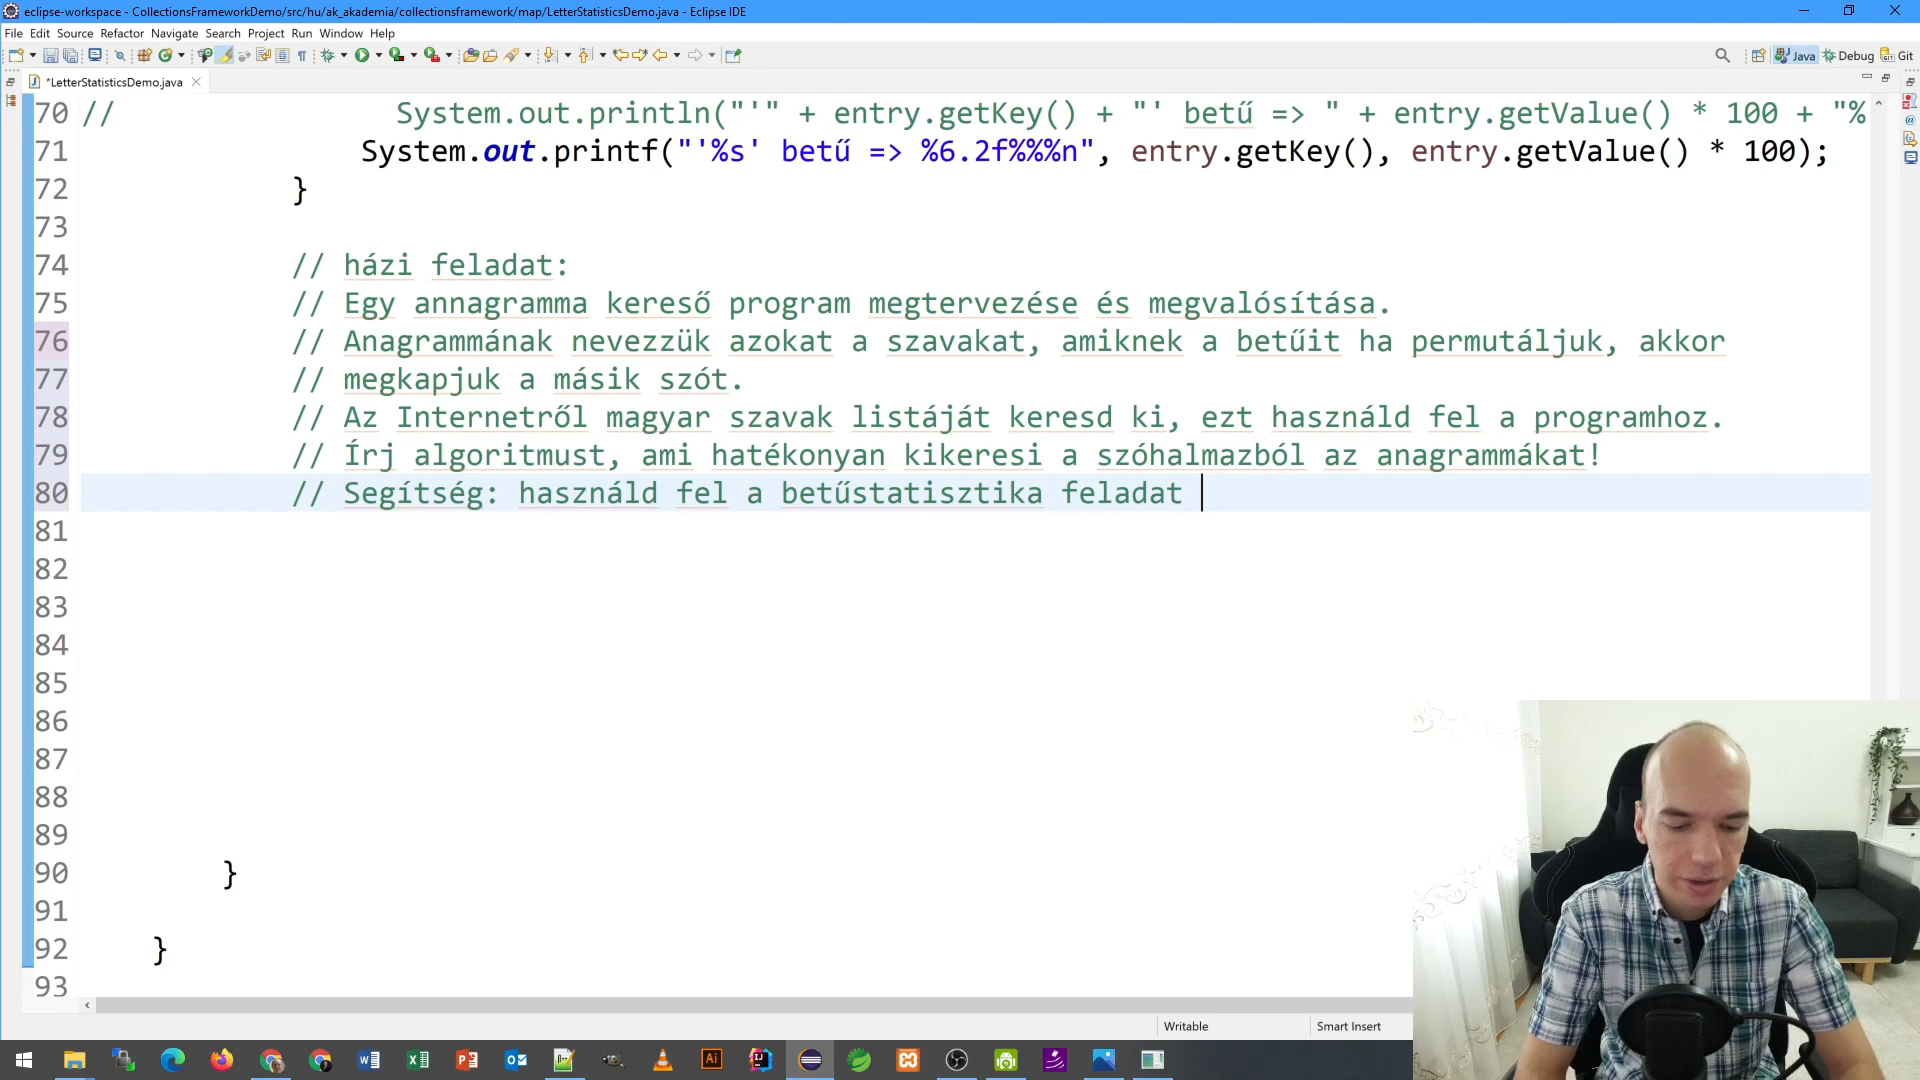 eclipse-workspace - CollectionsFrameworkDemo/src/hu/ak_akademia/collectionsframework/map/LetterStatisticsDemo.java - Eclipse IDE
File Edit Source Refactor Navigate Search Project Run Window Help
Java Debug Git
*LetterStatisticsDemo.java
70 // System.out.println("'" + entry.getKey() + "' betű => " + entry.getValue() * 100 + "%
71 System.out.printf("'%s' betű => %6.2f%%%n", entry.getKey(), entry.getValue() * 100);
72 }
73
74 // házi feladat:
75 // Egy annagramma kereső program megtervezése és megvalósítása.
76 // Anagrammának nevezzük azokat a szavakat, amiknek a betűit ha permutáljuk, akkor
77 // megkapjuk a másik szót.
78 // Az Internetről magyar szavak listáját keresd ki, ezt használd fel a programhoz.
79 // Írj algoritmust, ami hatékonyan kikeresi a szóhalmazból az anagrammákat!
80 // Segítség: használd fel a betűstatisztika feladat
81
82
83
84
85
86
87
88
89
90 }
91
92 }
93
Writable Smart Insert